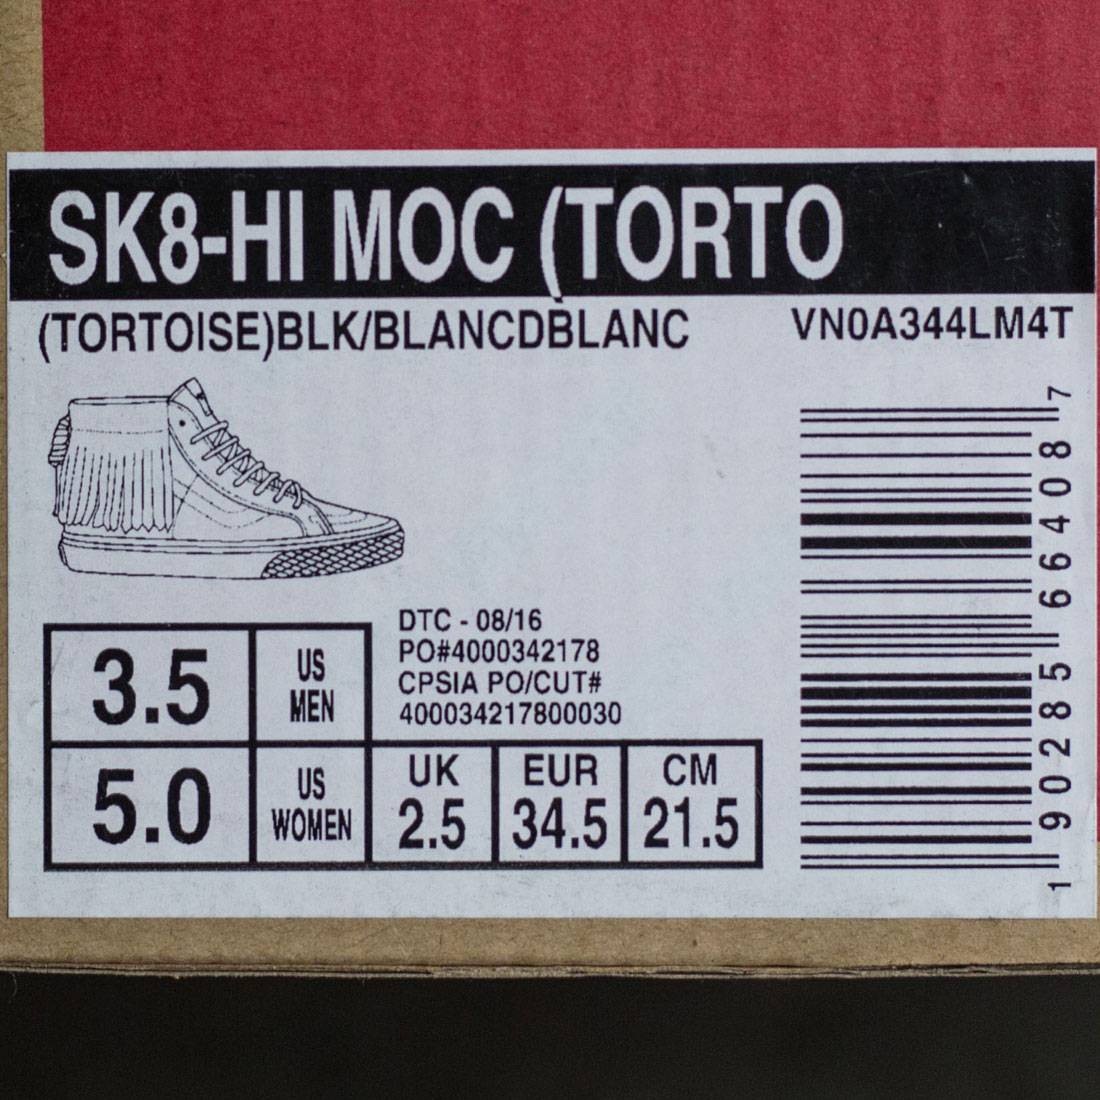 SK8-HI MOC (TORTO
(TORTOISE)BLK/BLANCDBLANC
VN0A344LM4T
DTC - 08/16
PO#4000342178
CPSIA PO/CUT#
400034217800030
3.5 US MEN
5.0 US WOMEN
UK 2.5
EUR 34.5
CM 21.5
1 90285 66408 7